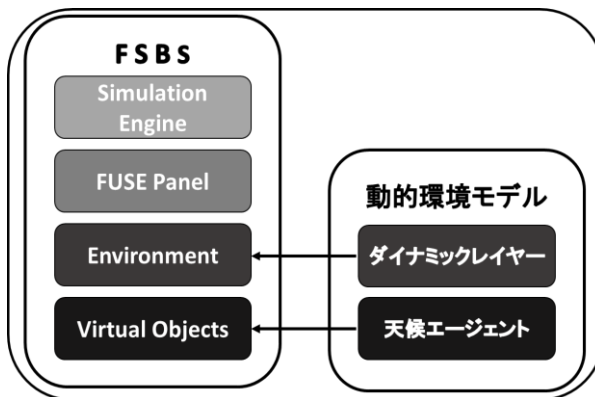 FSBS
Simulation
Engine
FUSE Panel
Environment
Virtual Objects
動的環境モデル
ダイナミックレイヤー
天候エージェント